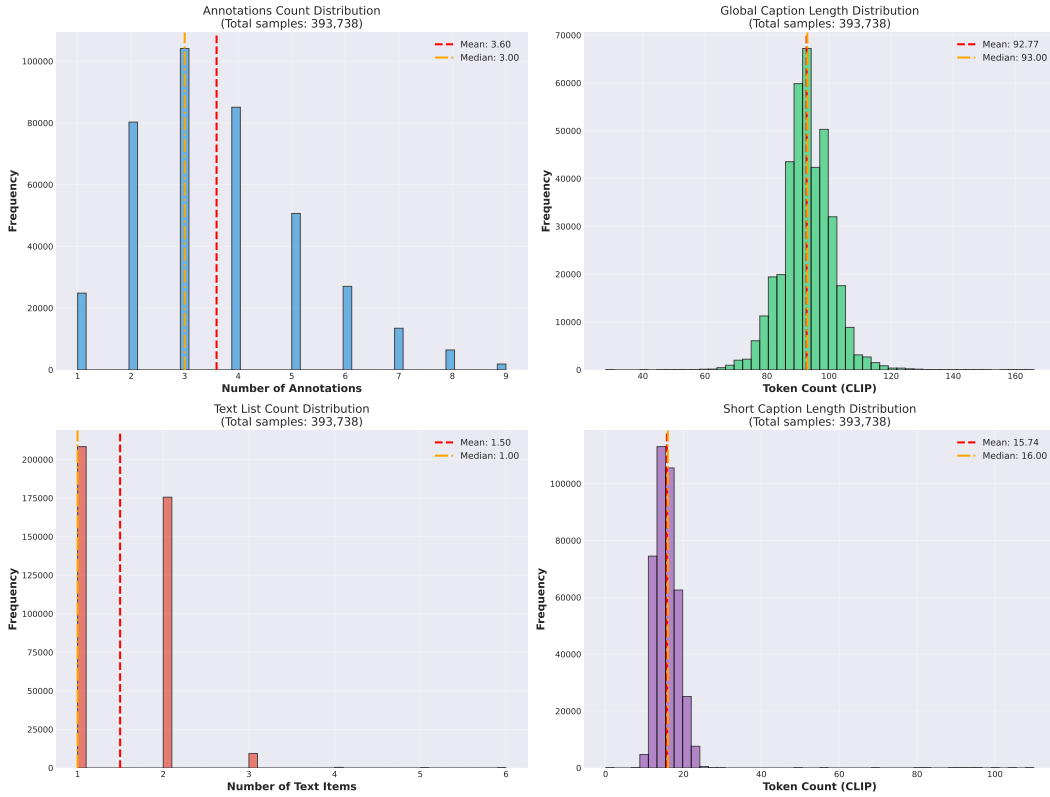 Annotations Count Distribution
(Total samples: 393,738)
Mean: 3.60
Median: 3.00
Frequency
100000
80000
60000
40000
20000
0
1 2 3 4 5 6 7 8 9
Number of Annotations
Global Caption Length Distribution
(Total samples: 393,738)
Mean: 92.77
Median: 93.00
Frequency
70000
60000
50000
40000
30000
20000
10000
0
40 60 80 100 120 140 160
Token Count (CLIP)
Text List Count Distribution
(Total samples: 393,738)
Mean: 1.50
Median: 1.00
Frequency
200000
175000
150000
125000
100000
75000
50000
25000
0
1 2 3 4 5 6
Number of Text Items
Short Caption Length Distribution
(Total samples: 393,738)
Mean: 15.74
Median: 16.00
Frequency
100000
80000
60000
40000
20000
0
0 20 40 60 80 100
Token Count (CLIP)